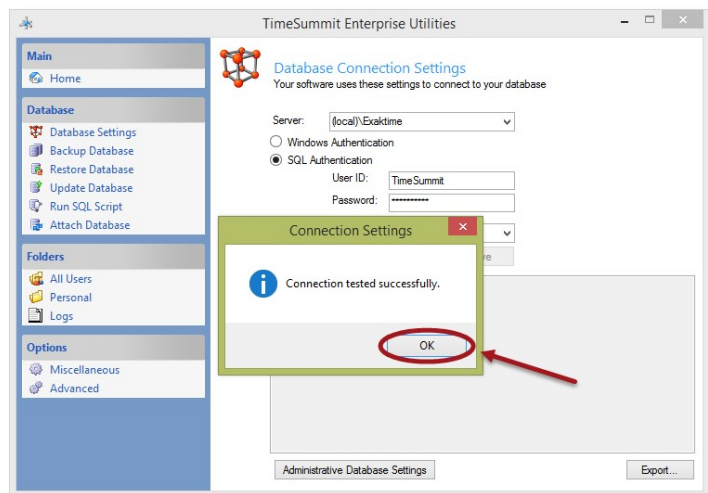 TimeSummit Enterprise Utilities
Main
Home
Database
Database Settings
Backup Database
Restore Database
Update Database
Run SQL Script
Attach Database
Folders
All Users
Personal
Logs
Options
Miscellaneous
Advanced
Database Connection Settings
Your software uses these settings to connect to your database
Server: (local)\Exaktime
Windows Authentication
SQL Authentication
User ID: TimeSummit
Password: **********
Connection Settings
Connection tested successfully.
OK
Administrative Database Settings
Export...